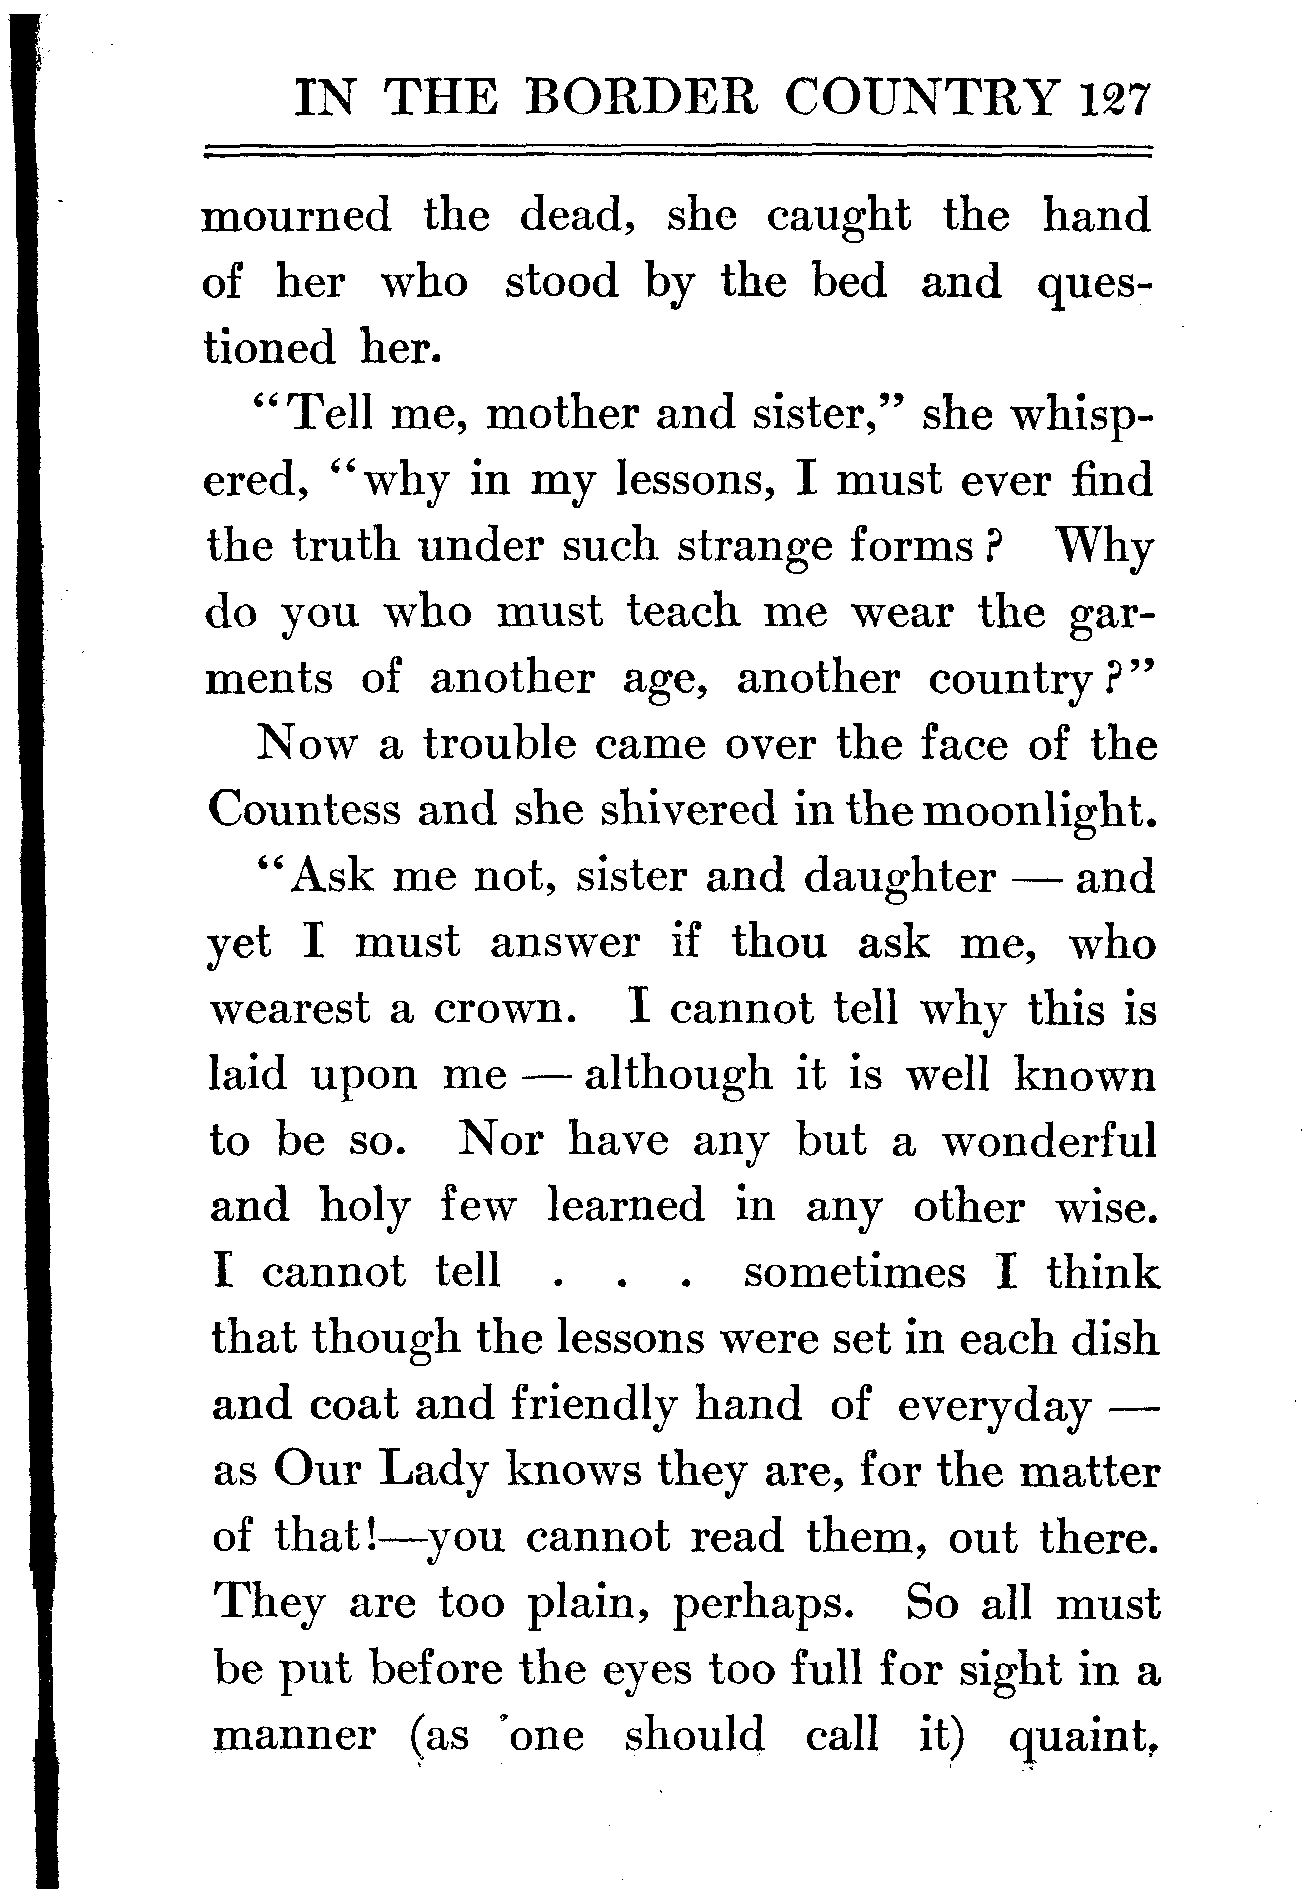 IN THE BORDER COUNTRY 127
mourned the dead, she caught the hand
of her who stood by the bed and ques-
tioned her.
“Tell me, mother and sister,” she whisp-
ered, “why in my lessons, I must ever find
the truth under such strange forms? Why
do you who must teach me wear the gar-
ments of another age, another country?”
Now a trouble came over the face of the
Countess and she shivered in the moonlight.
“Ask me not, sister and daughter — and
yet I must answer if thou ask me, who
wearest a crown. I cannot tell why this is
laid upon me — although it is well known
to be so. Nor have any but a wonderful
and holy few learned in any other wise.
I cannot tell . . . sometimes I think
that though the lessons were set in each dish
and coat and friendly hand of everyday —
as Our Lady knows they are, for the matter
of that!—you cannot read them, out there.
They are too plain, perhaps. So all must
be put before the eyes too full for sight in a
manner (as one should call it) quaint,